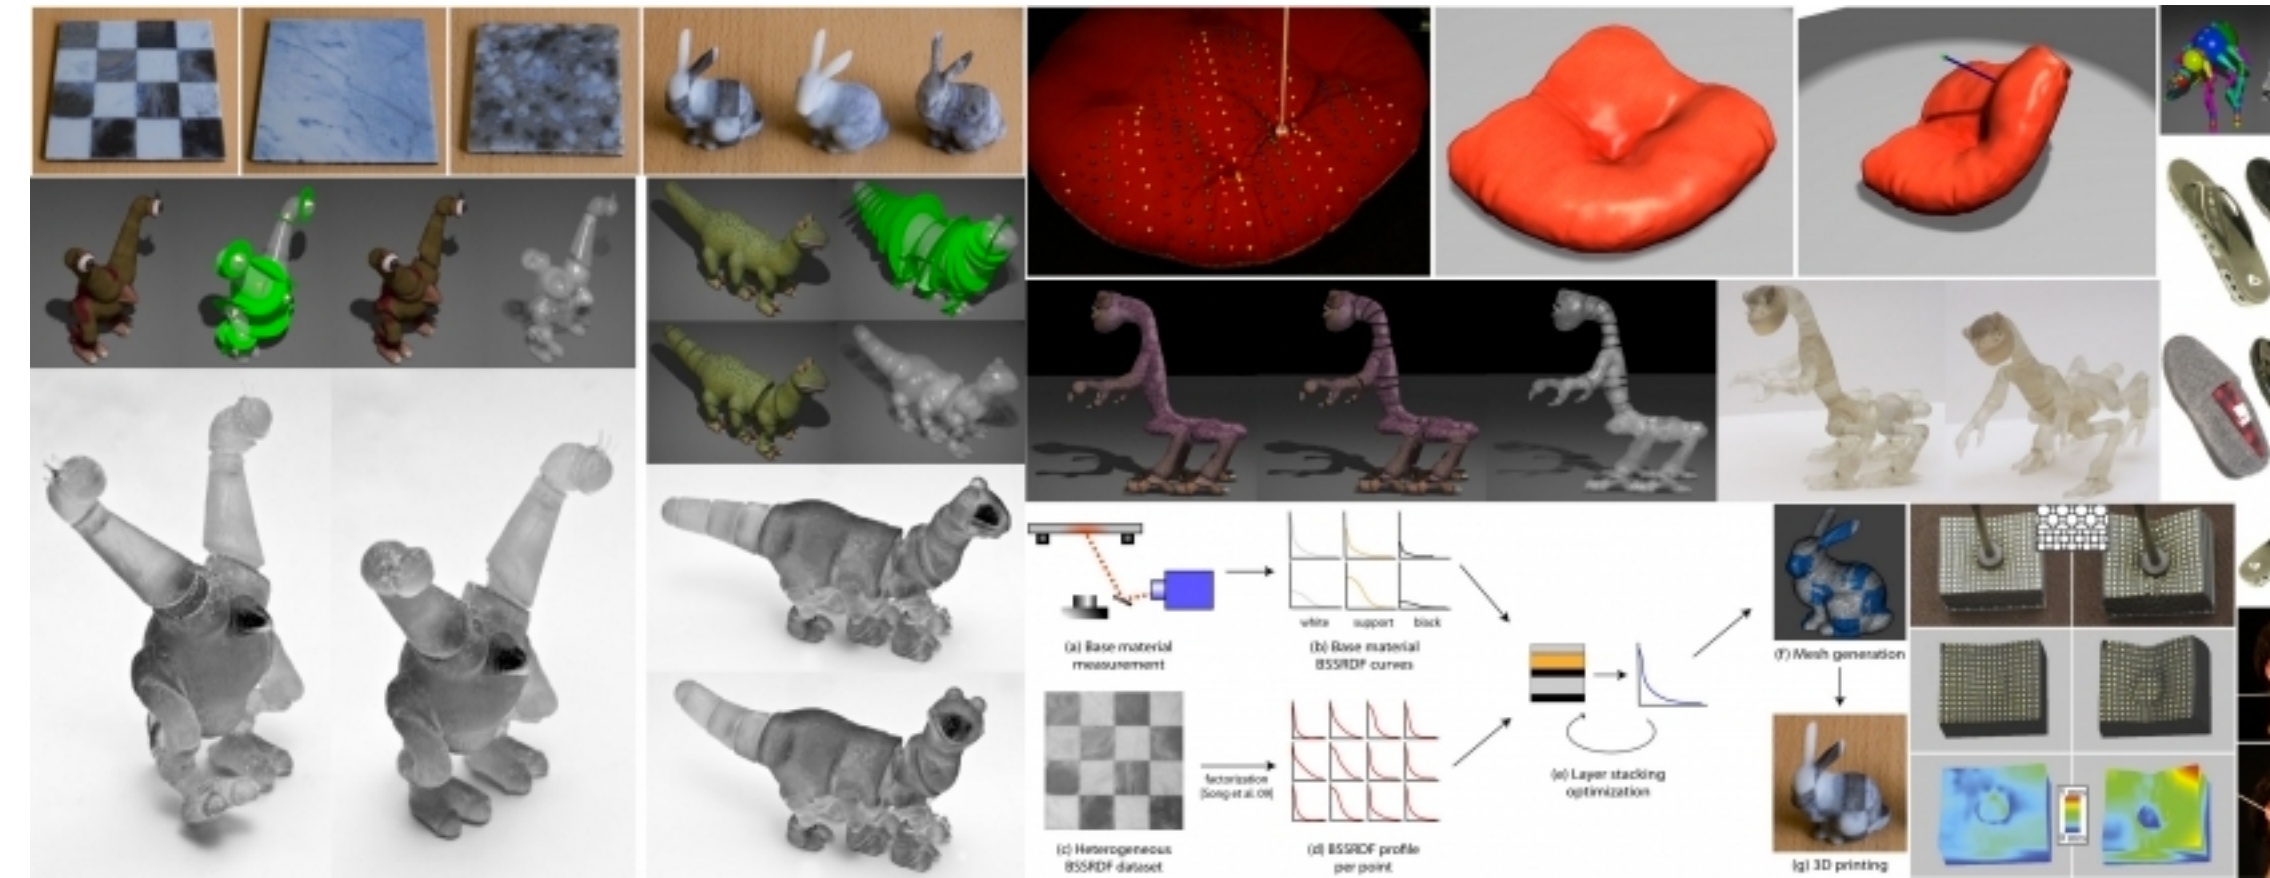 white
support
black
(a) Base material
measurement
(b) Base material
BSSRDF curves
(f) Mesh generation
factorization
[Song et al. 09]
(e) Layer stacking
optimization
(c) Heterogeneous
BSSRDF dataset
(d) BSSRDF profile
per point
(g) 3D printing